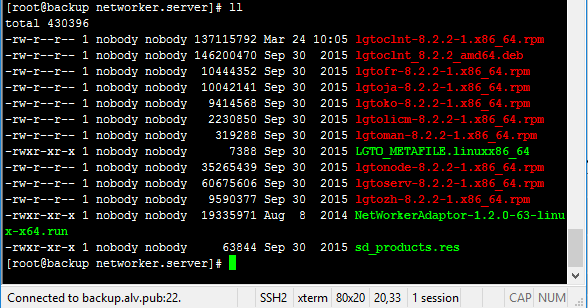 [root@backup networker.server]# ll
total 430396
-rw-r--r-- 1 nobody nobody 137115792 Mar 24 10:05 lgtoclnt-8.2.2-1.x86_64.rpm
-rw-r--r-- 1 nobody nobody 146200470 Sep 30  2015 lgtoclnt_8.2.2_amd64.deb
-rw-r--r-- 1 nobody nobody  10444352 Sep 30  2015 lgtofr-8.2.2-1.x86_64.rpm
-rw-r--r-- 1 nobody nobody  10042141 Sep 30  2015 lgtoja-8.2.2-1.x86_64.rpm
-rw-r--r-- 1 nobody nobody   9414568 Sep 30  2015 lgtoko-8.2.2-1.x86_64.rpm
-rw-r--r-- 1 nobody nobody   2230850 Sep 30  2015 lgtolicm-8.2.2-1.x86_64.rpm
-rw-r--r-- 1 nobody nobody    319288 Sep 30  2015 lgtoman-8.2.2-1.x86_64.rpm
-rwxr-xr-x 1 nobody nobody      7388 Sep 30  2015 LGTO_METAFILE.linuxx86_64
-rw-r--r-- 1 nobody nobody  35265439 Sep 30  2015 lgtonode-8.2.2-1.x86_64.rpm
-rw-r--r-- 1 nobody nobody  60675606 Sep 30  2015 lgtoserv-8.2.2-1.x86_64.rpm
-rw-r--r-- 1 nobody nobody   9590377 Sep 30  2015 lgtozh-8.2.2-1.x86_64.rpm
-rwxr-xr-x 1 nobody nobody  19335971 Aug  8  2014 NetWorkerAdaptor-1.2.0-63-linu
x-x64.run
-rwxr-xr-x 1 nobody nobody     63844 Sep 30  2015 sd_products.res
[root@backup networker.server]#
Connected to backup.alv.pub:22. SSH2 xterm 80x20 20,33 1 session CAP NUM